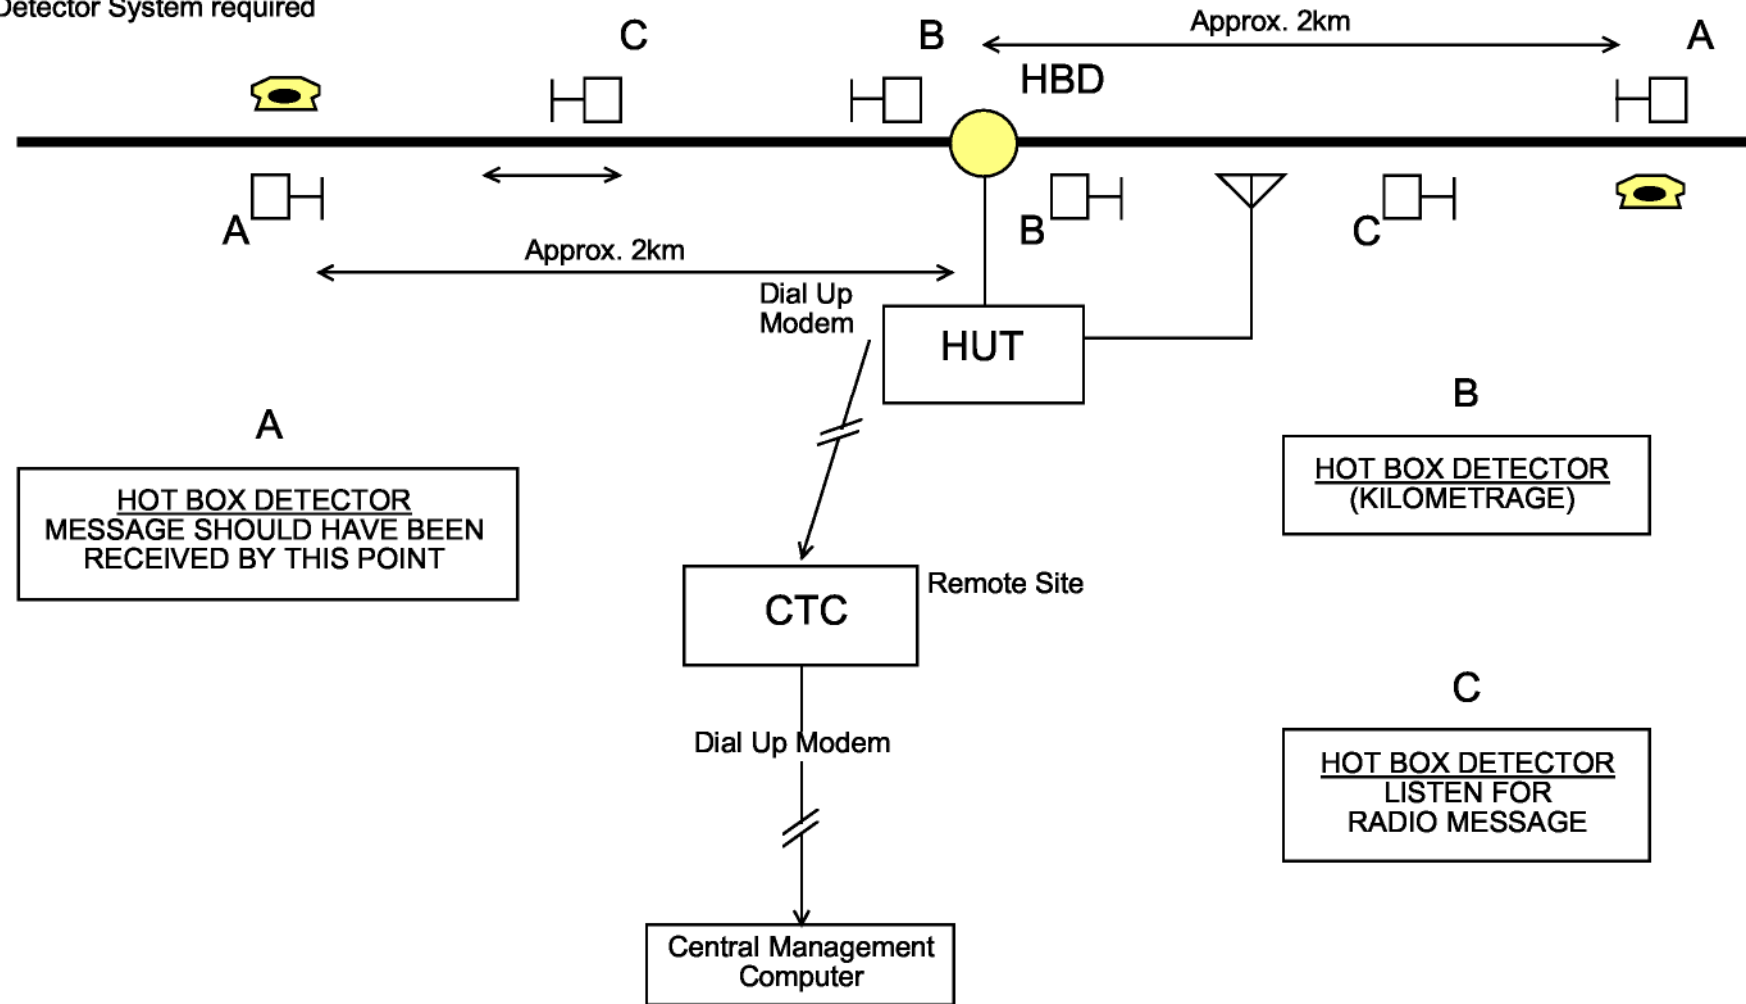 Detector System required
C
B
Approx. 2km
A
HBD
A
B
C
Approx. 2km
Dial Up
Modem
HUT
A
HOT BOX DETECTOR
MESSAGE SHOULD HAVE BEEN
RECEIVED BY THIS POINT
B
HOT BOX DETECTOR
(KILOMETRAGE)
CTC
Remote Site
C
HOT BOX DETECTOR
LISTEN FOR
RADIO MESSAGE
Dial Up Modem
Central Management
Computer